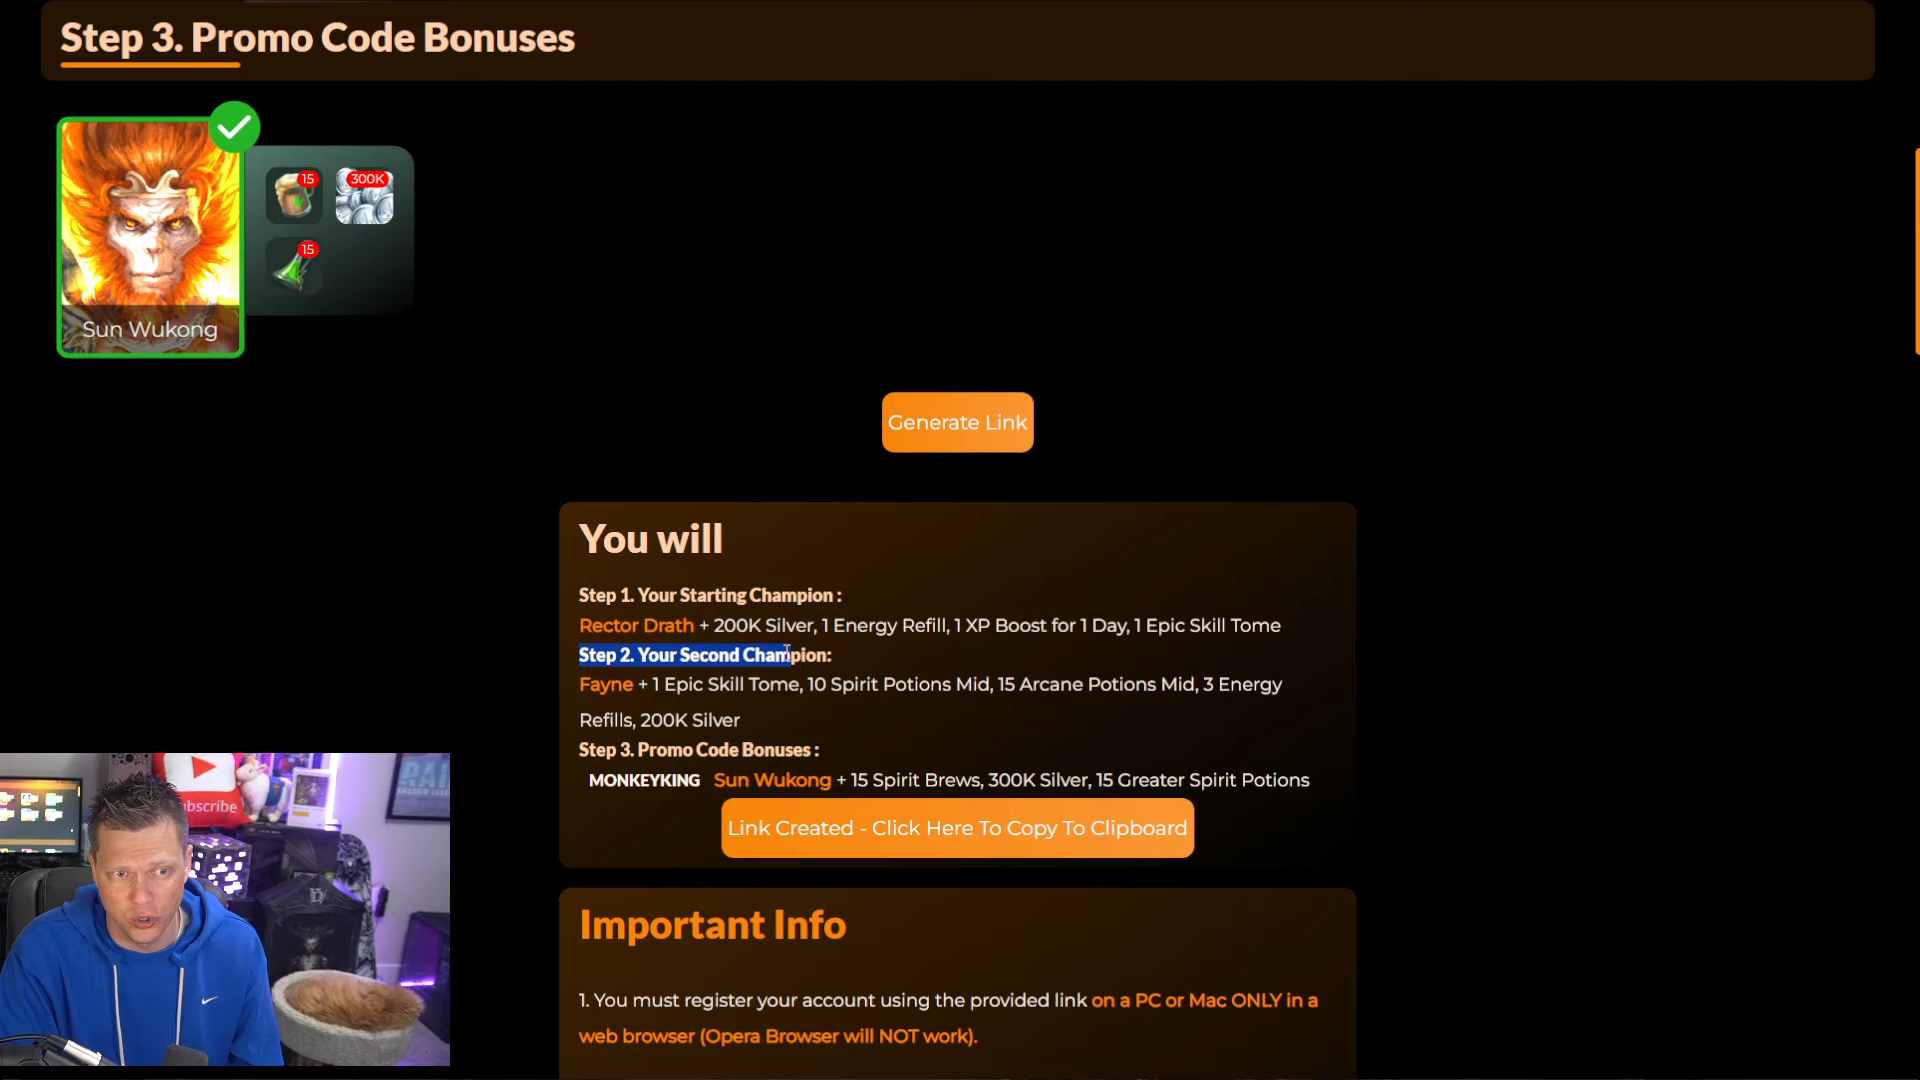 Step 3. Promo Code Bonuses
15
300K
15
Sun Wukong
Generate Link
You will
Step 1. Your Starting Champion :
Rector Drath + 200K Silver, 1 Energy Refill, 1 XP Boost for 1 Day, 1 Epic Skill Tome
Step 2. Your Second Champion:
Fayne + 1 Epic Skill Tome, 10 Spirit Potions Mid, 15 Arcane Potions Mid, 3 Energy
Refills, 200K Silver
Step 3. Promo Code Bonuses :
MONKEYKING Sun Wukong + 15 Spirit Brews, 300K Silver, 15 Greater Spirit Potions
Link Created - Click Here To Copy To Clipboard
Important Info
1. You must register your account using the provided link on a PC or Mac ONLY in a
web browser (Opera Browser will NOT work).
subscribe
RAID